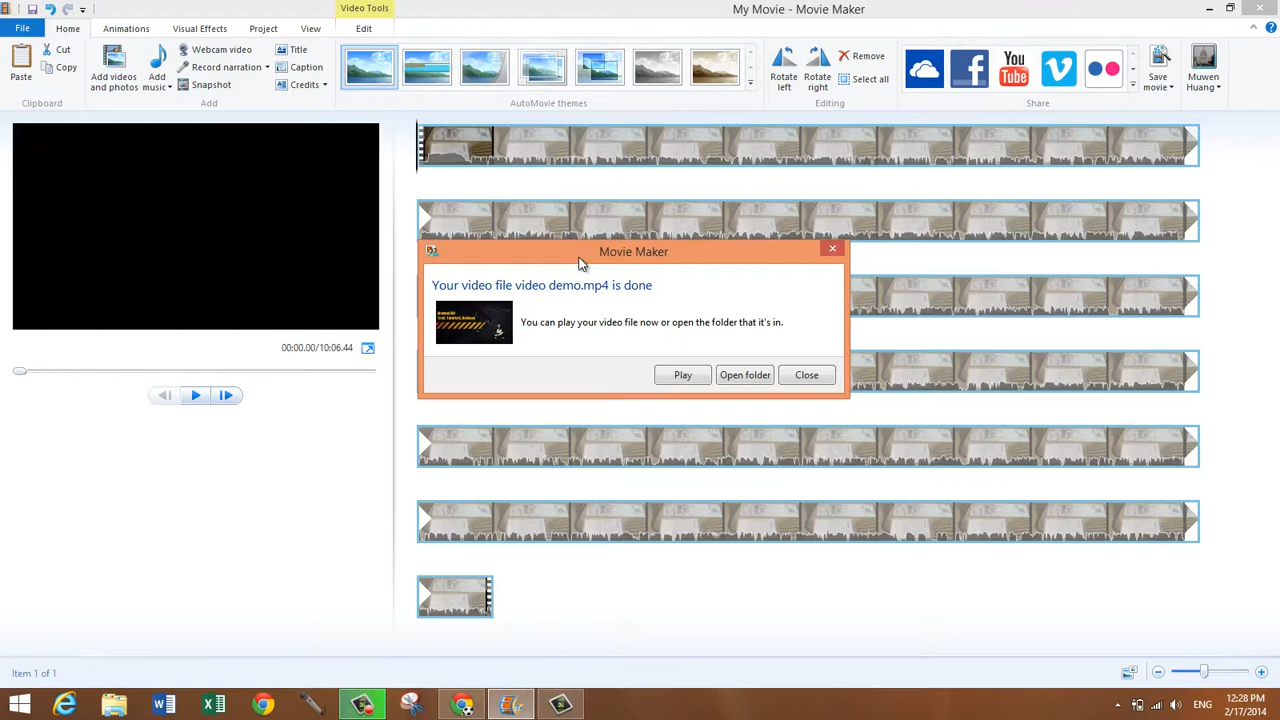 Video Tools
My Movie - Movie Maker
File
Home
Animations
Visual Effects
Project
View
Edit
Paste
Cut
Copy
Clipboard
Add videos
and photos
Add
music
Webcam video
Record narration
Snapshot
Title
Caption
Credits
Add
AutoMovie themes
Rotate
left
Rotate
right
Remove
Select all
Editing
You
Tube
Share
Save
movie
Muwen
Huang
00:00.00/10:06.44
Movie Maker
Your video file video demo.mp4 is done
You can play your video file now or open the folder that it's in.
Play
Open folder
Close
Item 1 of 1
ENG
12:28 PM
2/17/2014